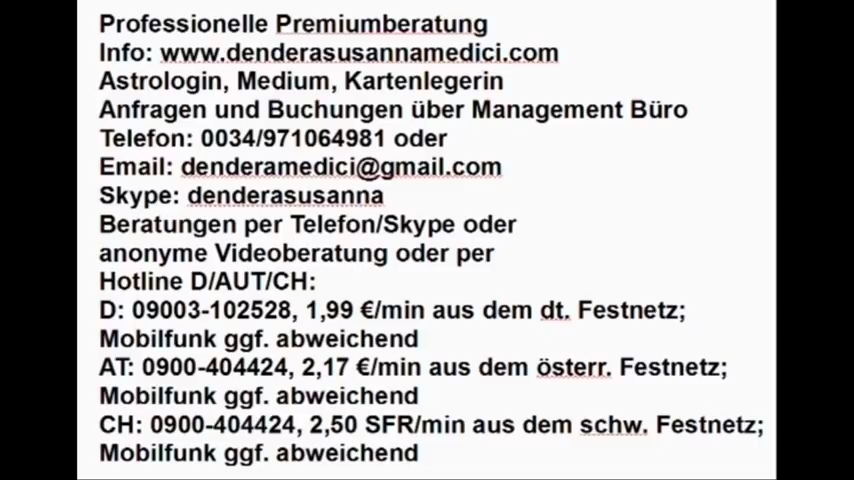 Professionelle Premiumberatung
Info: www.denderasusannamedici.com
Astrologin, Medium, Kartenlegerin
Anfragen und Buchungen über Management Büro
Telefon: 0034/971064981 oder
Email: denderamedici@gmail.com
Skype: denderasusanna
Beratungen per Telefon/Skype oder
anonyme Videoberatung oder per
Hotline D/AUT/CH:
D: 09003-102528, 1,99 €/min aus dem dt. Festnetz;
Mobilfunk ggf. abweichend
AT: 0900-404424, 2,17 €/min aus dem österr. Festnetz;
Mobilfunk ggf. abweichend
CH: 0900-404424, 2,50 SFR/min aus dem schw. Festnetz;
Mobilfunk ggf. abweichend